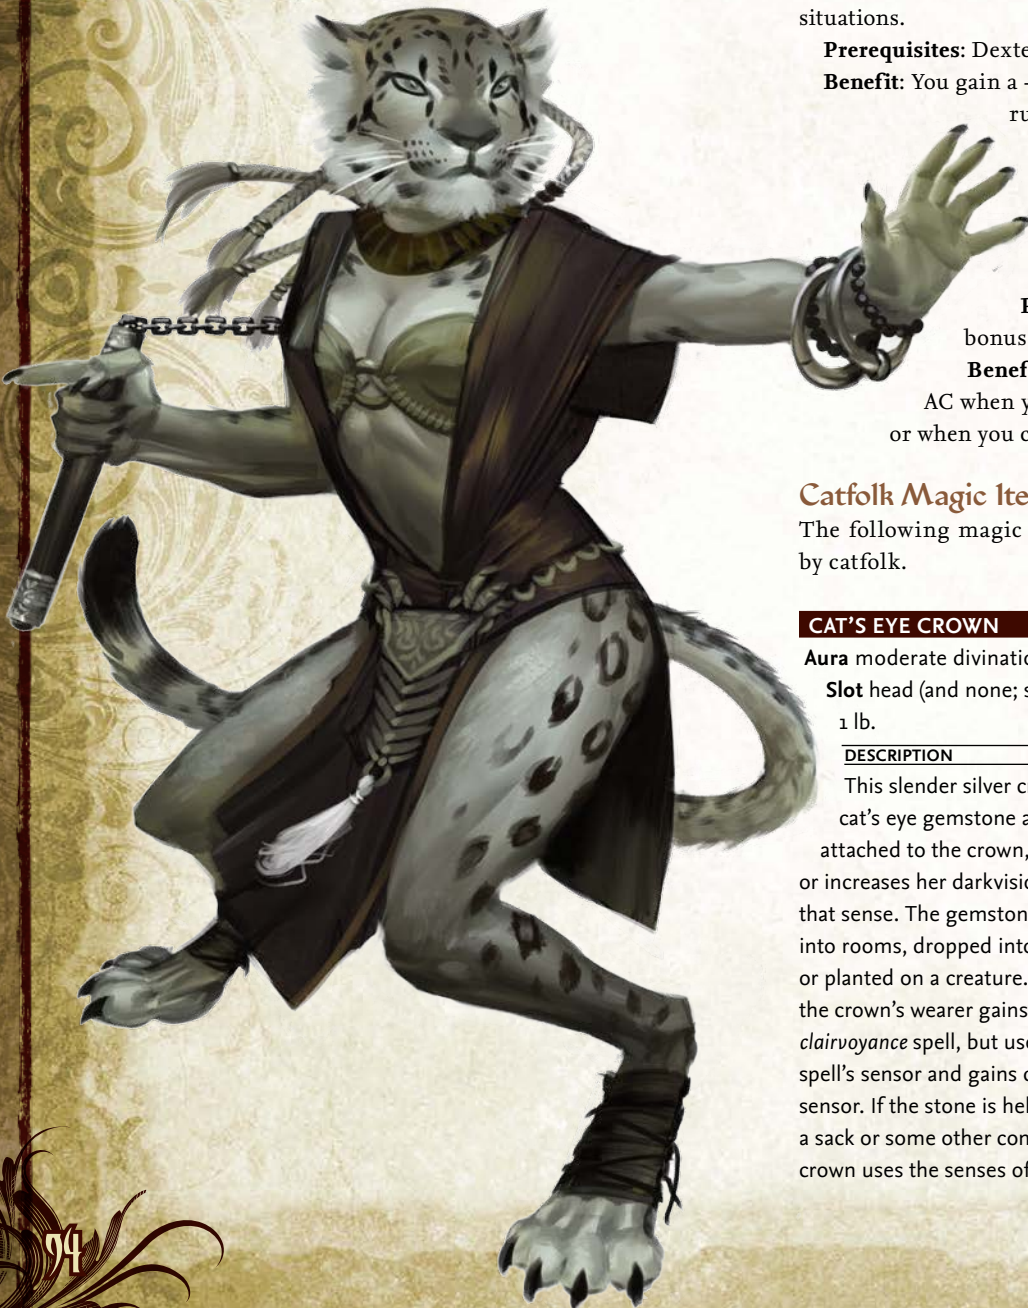 situations.
Prerequisites: Dexte
Benefit: You gain a
ru
bonus
Benef
AC when y
or when you c
Catfolk Magic Ite
The following magic
by catfolk.
CAT'S EYE CROWN
Aura moderate divinatio
Slot head (and none; s
1 lb.
DESCRIPTION
This slender silver c
cat's eye gemstone a
attached to the crown,
or increases her darkvisio
that sense. The gemston
into rooms, dropped into
or planted on a creature.
the crown's wearer gains
clairvoyance spell, but use
spell's sensor and gains
sensor. If the stone is hel
a sack or some other con
crown uses the senses of
94